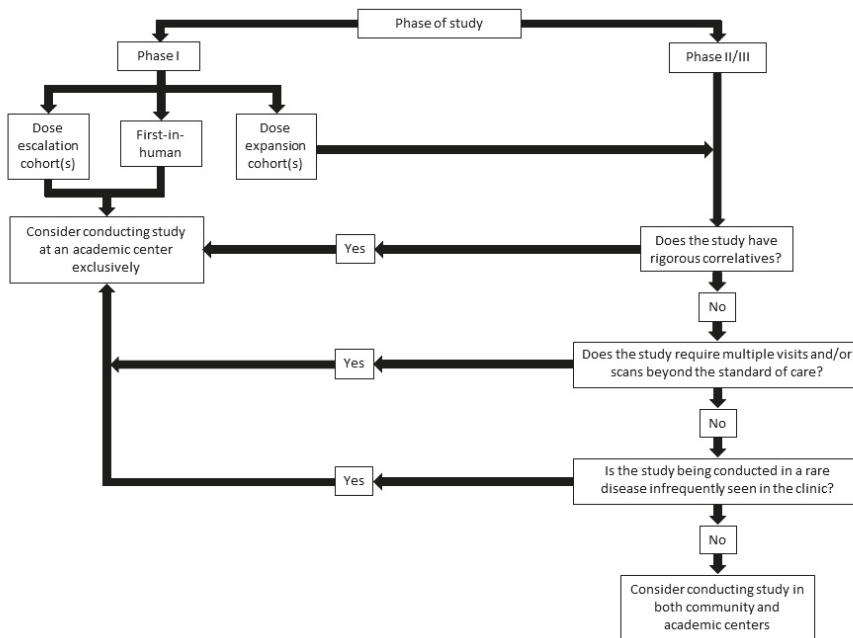 Phase of study
Phase I
Phase II/III
Dose
escalation
cohort(s)
First-in-
human
Dose
expansion
cohort(s)
Consider conducting study
at an academic center
exclusively
Yes
Does the study have
rigorous correlatives?
No
Yes
Does the study require multiple visits and/or
scans beyond the standard of care?
No
Yes
Is the study being conducted in a rare
disease infrequently seen in the clinic?
No
Consider conducting study in
both community and
academic centers